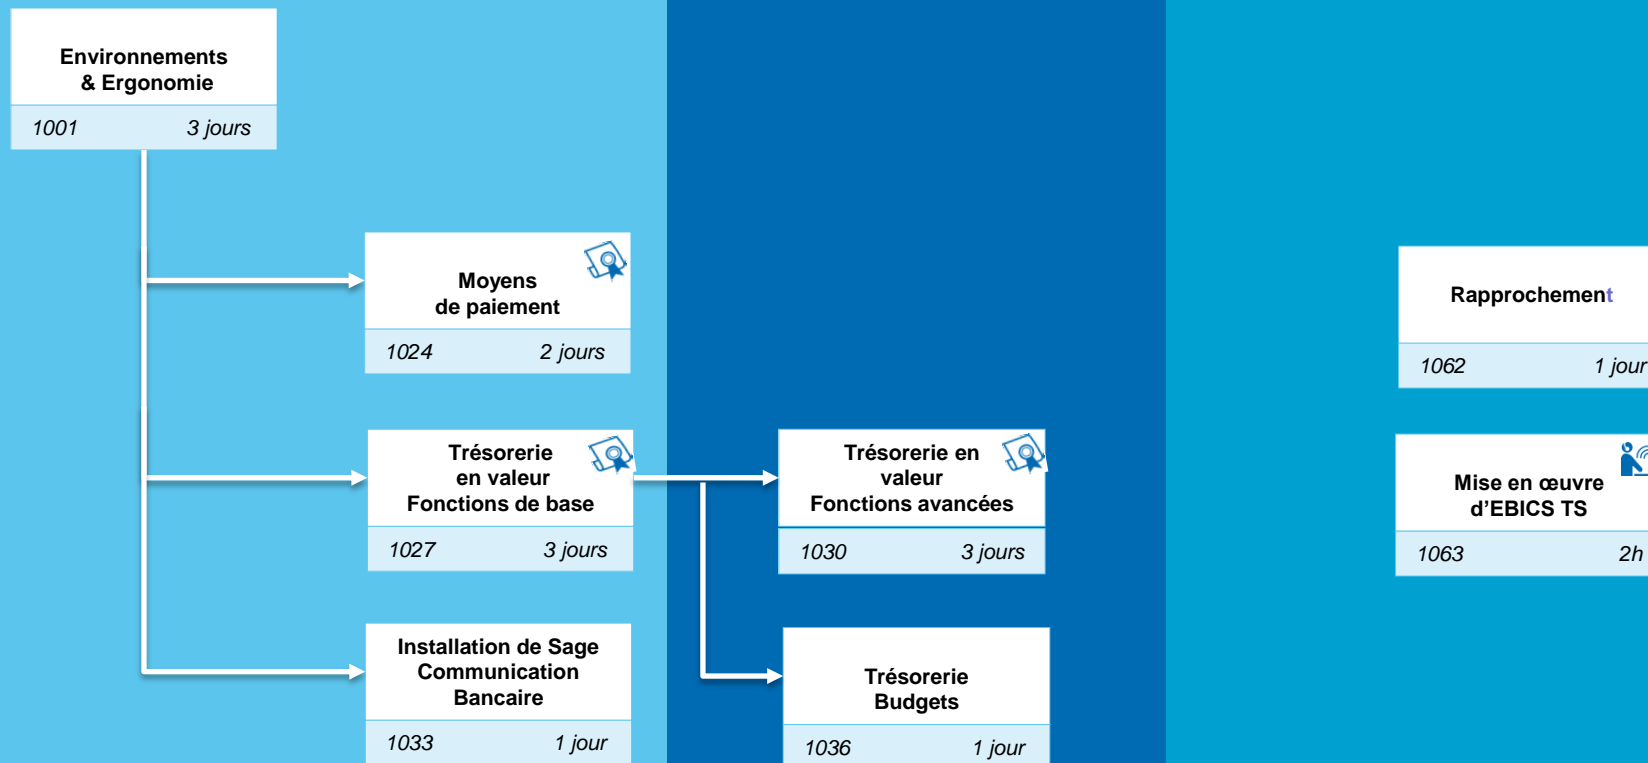 Environnements
& Ergonomie
1001 3 jours
Moyens
de paiement
1024 2 jours
Trésorerie
en valeur
Fonctions de base
1027 3 jours
Installation de Sage
Communication
Bancaire
1033 1 jour
Trésorerie en
valeur
Fonctions avancées
1030 3 jours
Trésorerie
Budgets
1036 1 jour
Rapprochement
1062 1 jour
Mise en œuvre
d’EBICS TS
1063 2h